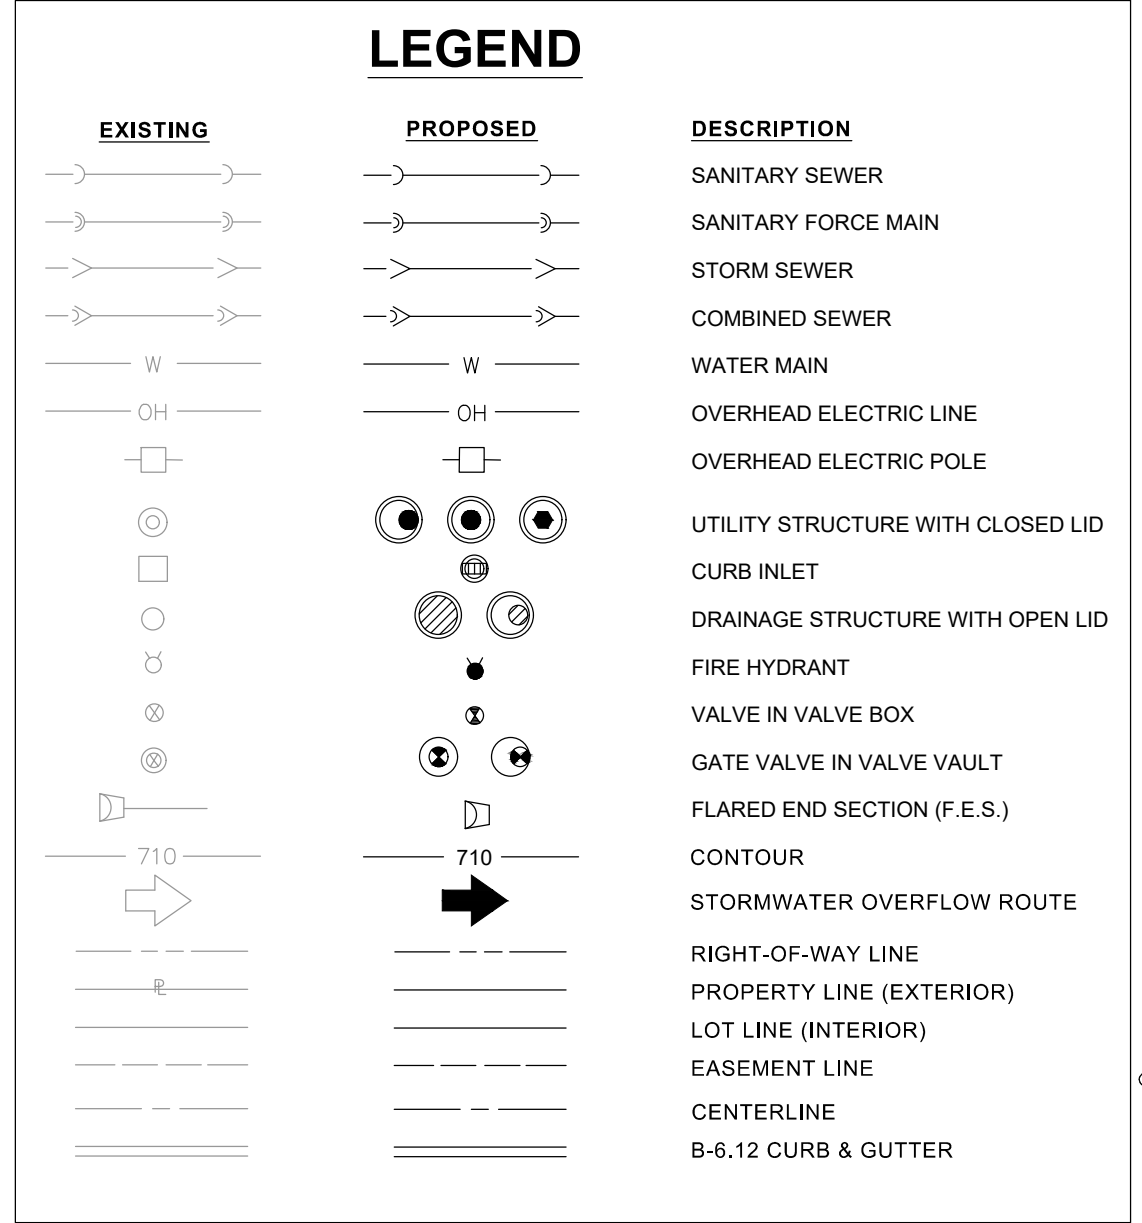 LEGEND
EXISTING PROPOSED DESCRIPTION
SANITARY SEWER
SANITARY FORCE MAIN
STORM SEWER
COMBINED SEWER
W W WATER MAIN
OH OH OVERHEAD ELECTRIC LINE
OVERHEAD ELECTRIC POLE
UTILITY STRUCTURE WITH CLOSED LID
CURB INLET
DRAINAGE STRUCTURE WITH OPEN LID
FIRE HYDRANT
VALVE IN VALVE BOX
GATE VALVE IN VALVE VAULT
FLARED END SECTION (F.E.S.)
710 710 CONTOUR
STORMWATER OVERFLOW ROUTE
RIGHT-OF-WAY LINE
PL PROPERTY LINE (EXTERIOR)
LOT LINE (INTERIOR)
EASEMENT LINE
CENTERLINE
B-6.12 CURB & GUTTER